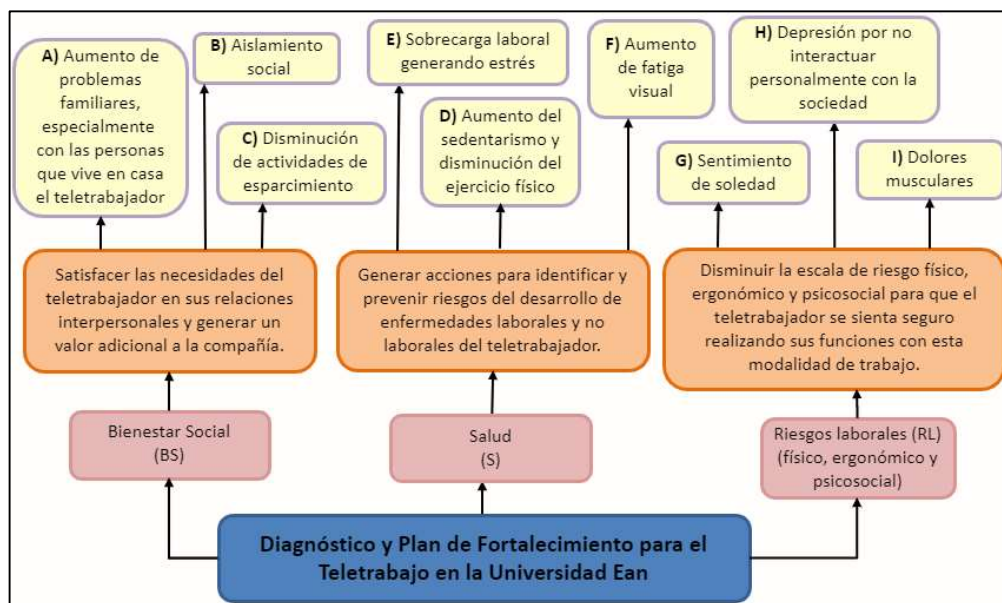 A) Aumento de
problemas
familiares,
especialmente
con las personas
que vive en casa
el teletrabajador
B) Aislamiento
social
C) Disminución
de actividades de
esparcimiento
E) Sobrecarga laboral
generando estrés
D) Aumento del
sedentarismo y
disminución del
ejercicio físico
F) Aumento
de fatiga
visual
H) Depresión por no
interactuar
personalmente con la
sociedad
G) Sentimiento
de soledad
I) Dolores
musculares
Satisfacer las necesidades del
teletrabajador en sus relaciones
interpersonales y generar un
valor adicional a la compañía.
Generar acciones para identificar y
prevenir riesgos del desarrollo de
enfermedades laborales y no
laborales del teletrabajador.
Disminuir la escala de riesgo físico,
ergonómico y psicosocial para que el
teletrabajador se sienta seguro
realizando sus funciones con esta
modalidad de trabajo.
Bienestar Social
(BS)
Salud
(S)
Riesgos laborales (RL)
(físico, ergonómico y
psicosocial)
Diagnóstico y Plan de Fortalecimiento para el
Teletrabajo en la Universidad Ean